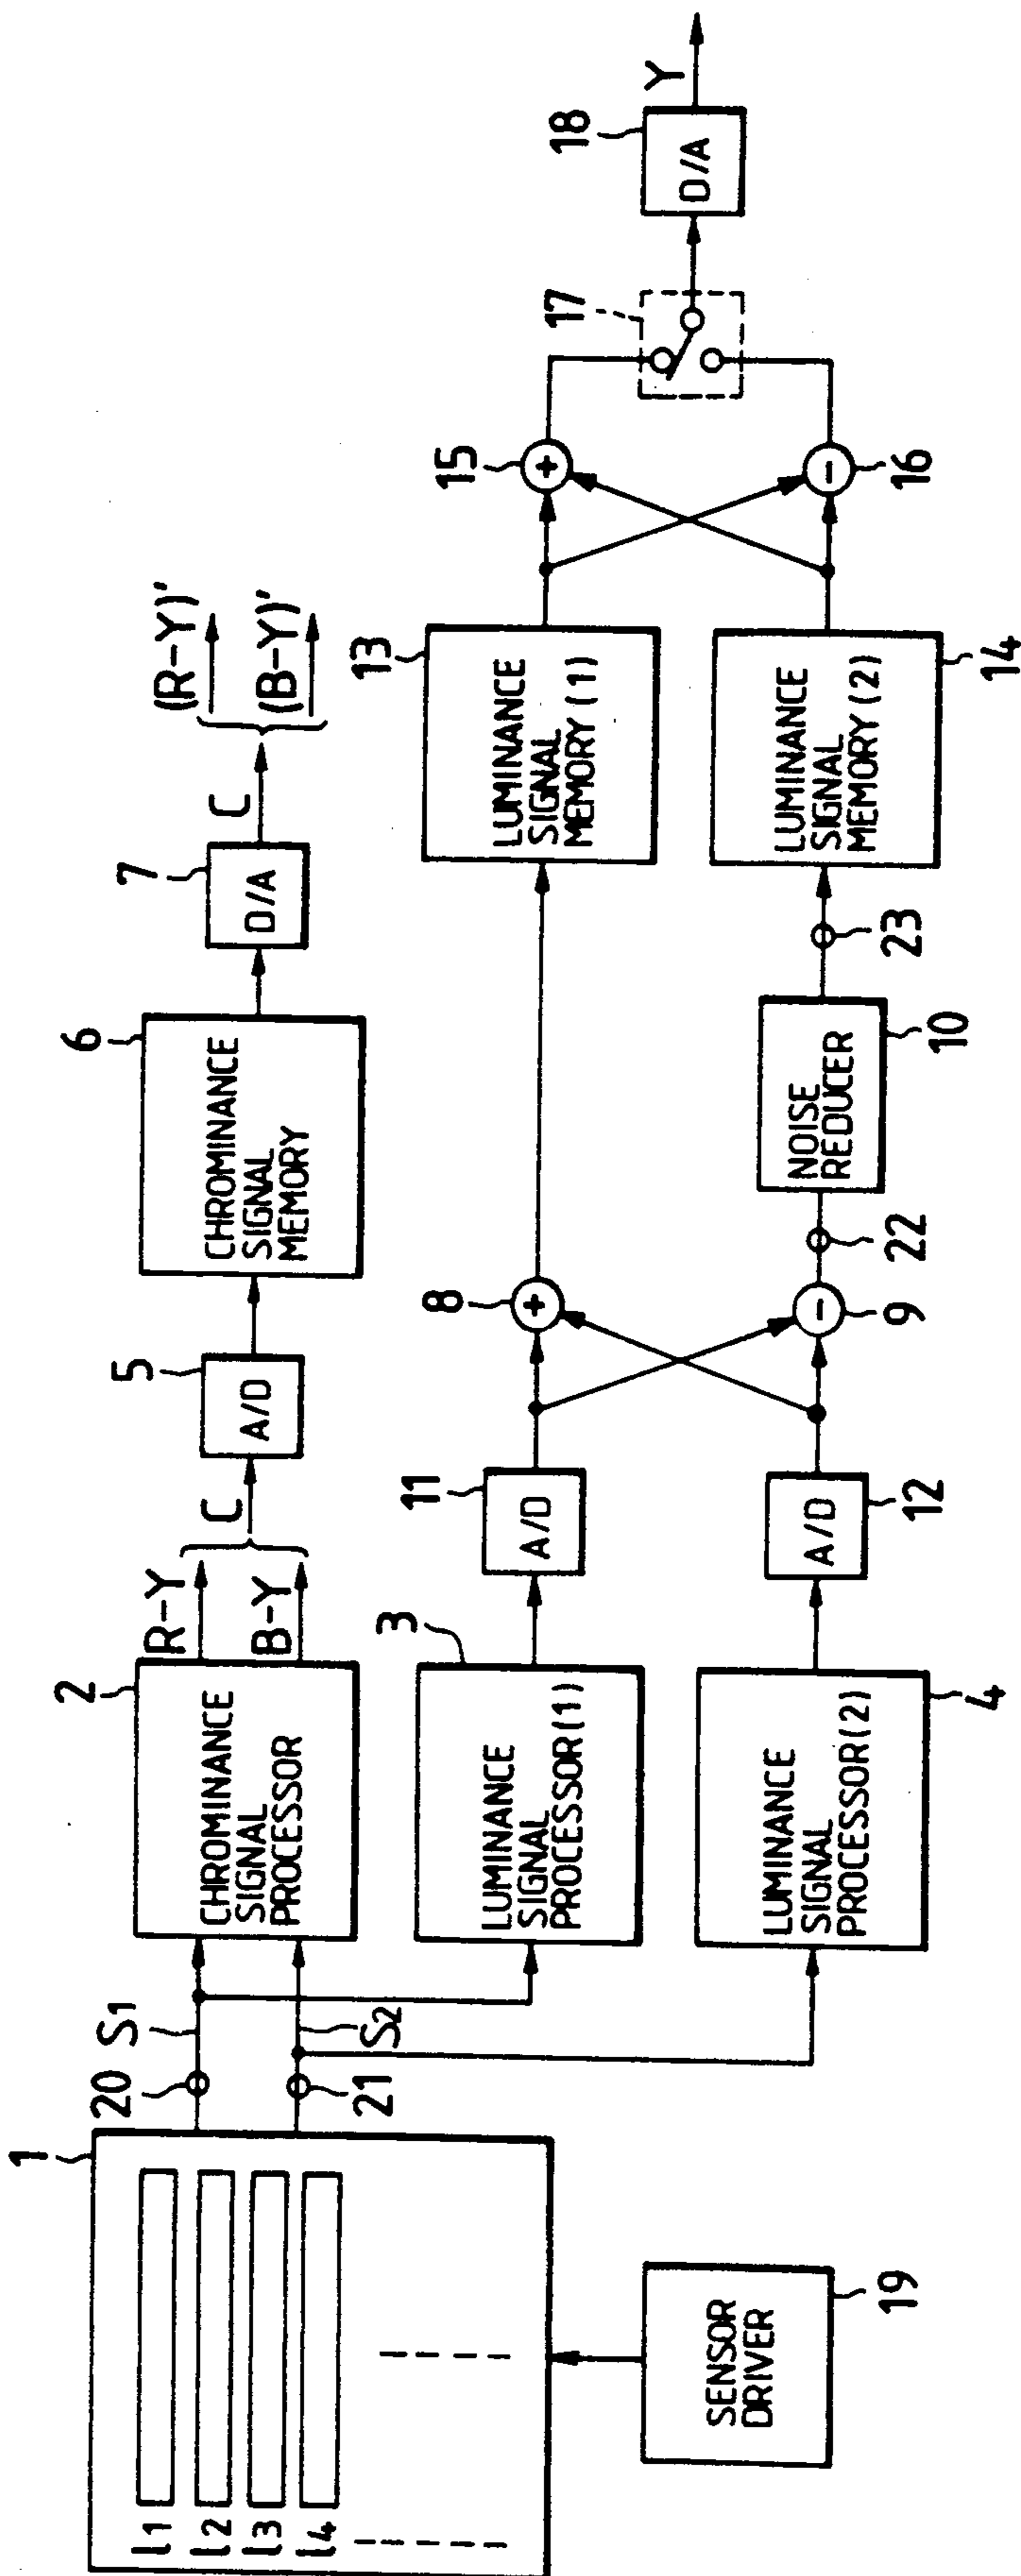 1
l1
l2
l3
l4
SENSOR
DRIVER
19
20
S1
21
S2
2
CHROMINANCE
SIGNAL
PROCESSOR
R-Y
B-Y
C
5
A/D
6
CHROMINANCE
SIGNAL
MEMORY
7
D/A
C
(R-Y)'
(B-Y)'
3
LUMINANCE
SIGNAL
PROCESSOR(1)
11
A/D
8
+
13
LUMINANCE
SIGNAL
MEMORY(1)
15
+
17
18
D/A
Y
4
LUMINANCE
SIGNAL
PROCESSOR(2)
12
A/D
9
-
22
NOISE
REDUCER
10
23
LUMINANCE
SIGNAL
MEMORY(2)
14
16
-